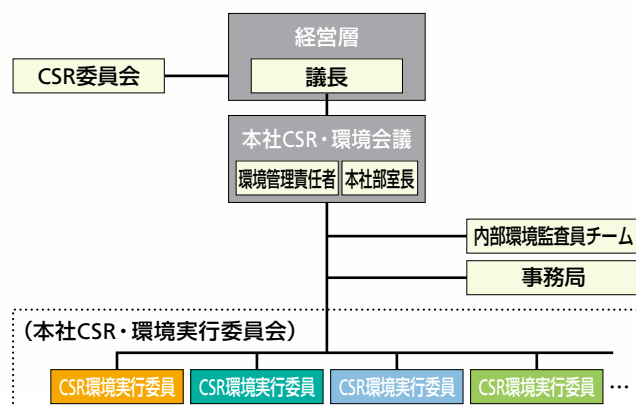 経営層
CSR委員会
議長
本社CSR・環境会議
環境管理責任者
本社部室長
内部環境監査員チーム
事務局
(本社CSR・環境実行委員会)
CSR環境実行委員
CSR環境実行委員
CSR環境実行委員
CSR環境実行委員
…